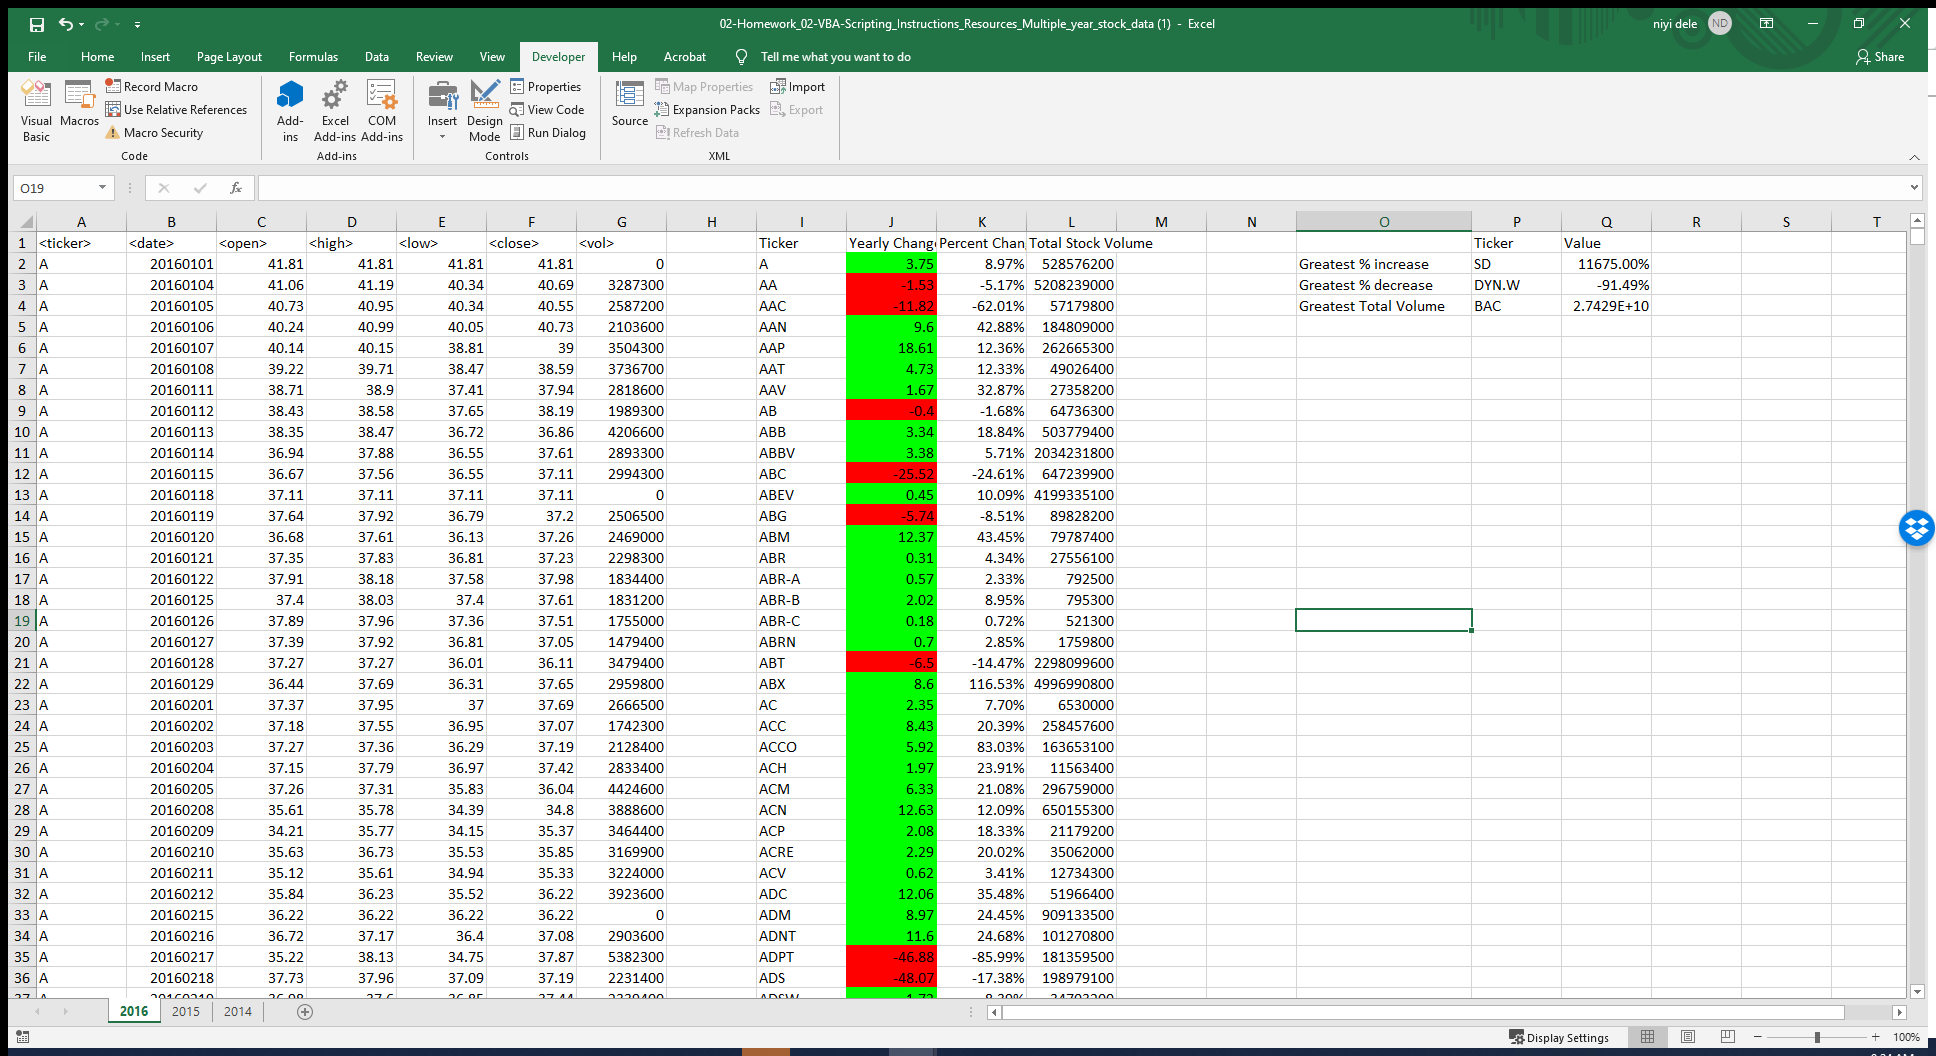 02-Homework_02-VBA-Scripting_Instructions_Resources_Multiple_year_stock_data (1) - Excel
niyi dele ND
File Home Insert Page Layout Formulas Data Review View Developer Help Acrobat Tell me what you want to do Share
Visual Basic
Macros
Record Macro
Use Relative References
Macro Security
Code
Add-ins
Excel Add-ins
COM Add-ins
Add-ins
Insert
Design Mode
Properties
View Code
Run Dialog
Controls
Source
Map Properties
Expansion Packs
Refresh Data
Import
Export
XML
O19 fx
A B C D E F G H I J K L M N O P Q R S T
1 <ticker> <date> <open> <high> <low> <close> <vol> Ticker Yearly Chang Percent Chan Total Stock Volume Ticker Value
2 A 20160101 41.81 41.81 41.81 41.81 0 A 3.75 8.97% 528576200 Greatest % increase SD 11675.00%
3 A 20160104 41.06 41.19 40.34 40.69 3287300 AA -1.53 -5.17% 5208239000 Greatest % decrease DYN.W -91.49%
4 A 20160105 40.73 40.95 40.34 40.55 2587200 AAC -11.82 -62.01% 57179800 Greatest Total Volume BAC 2.7429E+10
5 A 20160106 40.24 40.99 40.05 40.73 2103600 AAN 9.6 42.88% 184809000
6 A 20160107 40.14 40.15 38.81 39 3504300 AAP 18.61 12.36% 262665300
7 A 20160108 39.22 39.71 38.47 38.59 3736700 AAT 4.73 12.33% 49026400
8 A 20160111 38.71 38.9 37.41 37.94 2818600 AAV 1.67 32.87% 27358200
9 A 20160112 38.43 38.58 37.65 38.19 1989300 AB -0.4 -1.68% 64736300
10 A 20160113 38.35 38.47 36.72 36.86 4206600 ABB 3.34 18.84% 503779400
11 A 20160114 36.94 37.88 36.55 37.61 2893300 ABBV 3.38 5.71% 2034231800
12 A 20160115 36.67 37.56 36.55 37.11 2994300 ABC -25.52 -24.61% 647239900
13 A 20160118 37.11 37.11 37.11 37.11 0 ABEV 0.45 10.09% 4199335100
14 A 20160119 37.64 37.92 36.79 37.2 2506500 ABG -5.74 -8.51% 89828200
15 A 20160120 36.68 37.61 36.13 37.26 2469000 ABM 12.37 43.45% 79787400
16 A 20160121 37.35 37.83 36.81 37.23 2298300 ABR 0.31 4.34% 27556100
17 A 20160122 37.91 38.18 37.58 37.98 1834400 ABR-A 0.57 2.33% 792500
18 A 20160125 37.4 38.03 37.4 37.61 1831200 ABR-B 2.02 8.95% 795300
19 A 20160126 37.89 37.96 37.36 37.51 1755000 ABR-C 0.18 0.72% 521300
20 A 20160127 37.39 37.92 36.81 37.05 1479400 ABRN 0.7 2.85% 1759800
21 A 20160128 37.27 37.27 36.01 36.11 3479400 ABT -6.5 -14.47% 2298099600
22 A 20160129 36.44 37.69 36.31 37.65 2959800 ABX 8.6 116.53% 4996990800
23 A 20160201 37.37 37.95 37 37.69 2666500 AC 2.35 7.70% 6530000
24 A 20160202 37.18 37.55 36.95 37.07 1742300 ACC 8.43 20.39% 258457600
25 A 20160203 37.27 37.36 36.29 37.19 2128400 ACCO 5.92 83.03% 163653100
26 A 20160204 37.15 37.79 36.97 37.42 2833400 ACH 1.97 23.91% 11563400
27 A 20160205 37.26 37.31 35.83 36.04 4424600 ACM 6.33 21.08% 296759000
28 A 20160208 35.61 35.78 34.39 34.8 3888600 ACN 12.63 12.09% 650155300
29 A 20160209 34.21 35.77 34.15 35.37 3464400 ACP 2.08 18.33% 21179200
30 A 20160210 35.63 36.73 35.53 35.85 3169900 ACRE 2.29 20.02% 35062000
31 A 20160211 35.12 35.61 34.94 35.33 3224000 ACV 0.62 3.41% 12734300
32 A 20160212 35.84 36.23 35.52 36.22 3923600 ADC 12.06 35.48% 51966400
33 A 20160215 36.22 36.22 36.22 36.22 0 ADM 8.97 24.45% 909133500
34 A 20160216 36.72 37.17 36.4 37.08 2903600 ADNT 11.6 24.68% 101270800
35 A 20160217 35.22 38.13 34.75 37.87 5382300 ADPT -46.88 -85.99% 181359500
36 A 20160218 37.73 37.96 37.09 37.19 2231400 ADS -48.07 -17.38% 198979100
2016 2015 2014
Display Settings 100%